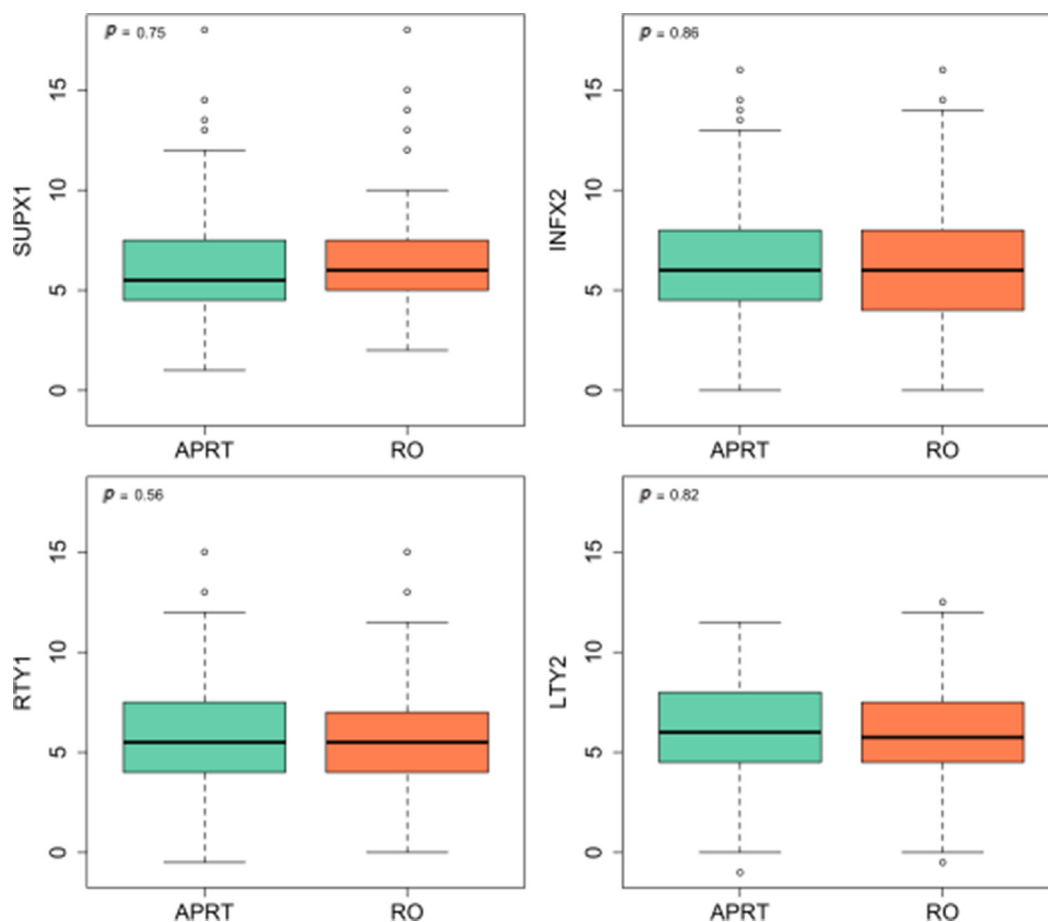 p = 0.75
15
10
5
0
SUPX1
APRT RO
p = 0.86
15
10
5
0
INFX2
APRT RO
p = 0.56
15
10
5
0
RTY1
APRT RO
p = 0.82
15
10
5
0
LTY2
APRT RO